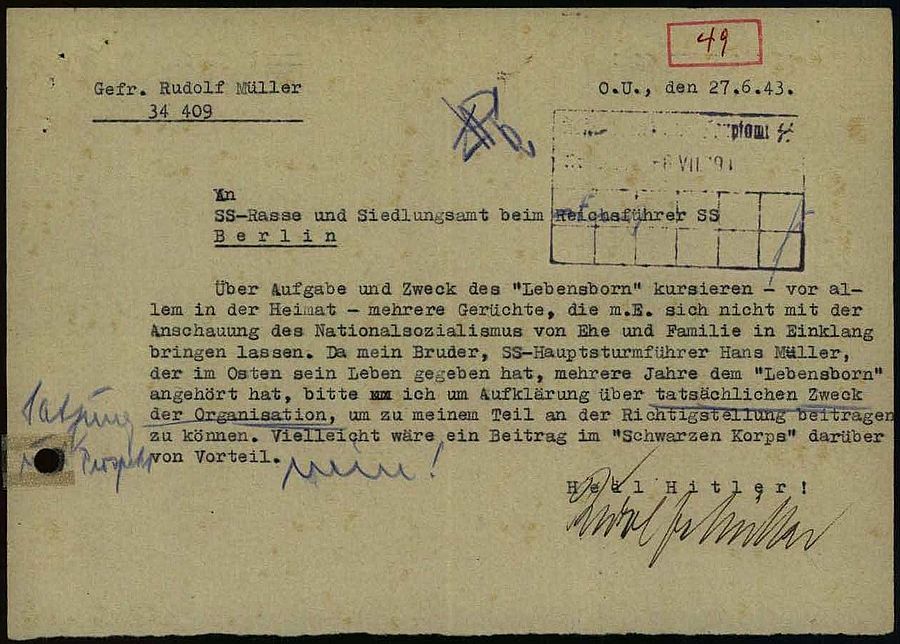 49
Gefr. Rudolf Müller
34 409
O.U., den 27.6.43.
An
SS-Rasse und Siedlungsamt beim Reichsführer SS
Berlin
Über Aufgabe und Zweck des "Lebensborn" kursieren - vor al-
lem in der Heimat - mehrere Gerüchte, die m.E. sich nicht mit der
Anschauung des Nationalsozialismus von Ehe und Familie in Einklang
bringen lassen. Da mein Bruder, SS-Hauptsturmführer Hans Müller,
der im Osten sein Leben gegeben hat, mehrere Jahre dem "Lebensborn"
angehört hat, bitte ich um Aufklärung über tatsächlichen Zweck
der Organisation, um zu meinem Teil an der Richtigstellung beitragen
zu können. Vielleicht wäre ein Beitrag im "Schwarzen Korps" darüber
von Vorteil.
Satzung
nein!
Heil Hitler!
Rudolf Müller